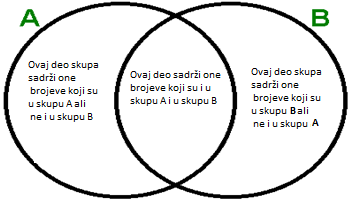 A
B
Ovaj deo skupa
sadrži one
brojeve koji su
u skupu A ali
ne i u skupu B
Ovaj deo sadrži one
brojeve koji su i u
skupu A i u skupu B
Ovaj deo skupa
sadrži one
brojeve koji su
u skupu B ali
ne i u skupu A